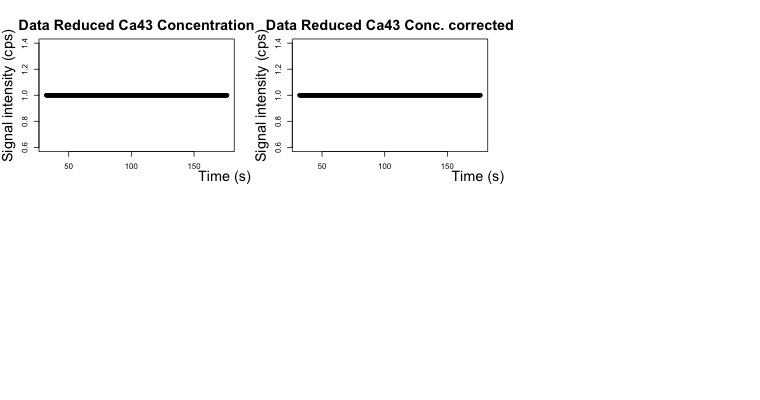 Data Reduced Ca43 Concentration
Signal intensity (cps)
1.4
1.2
1.0
0.8
0.6
50
100
150
Time (s)
Data Reduced Ca43 Conc. corrected
Signal intensity (cps)
1.4
1.2
1.0
0.8
0.6
50
100
150
Time (s)